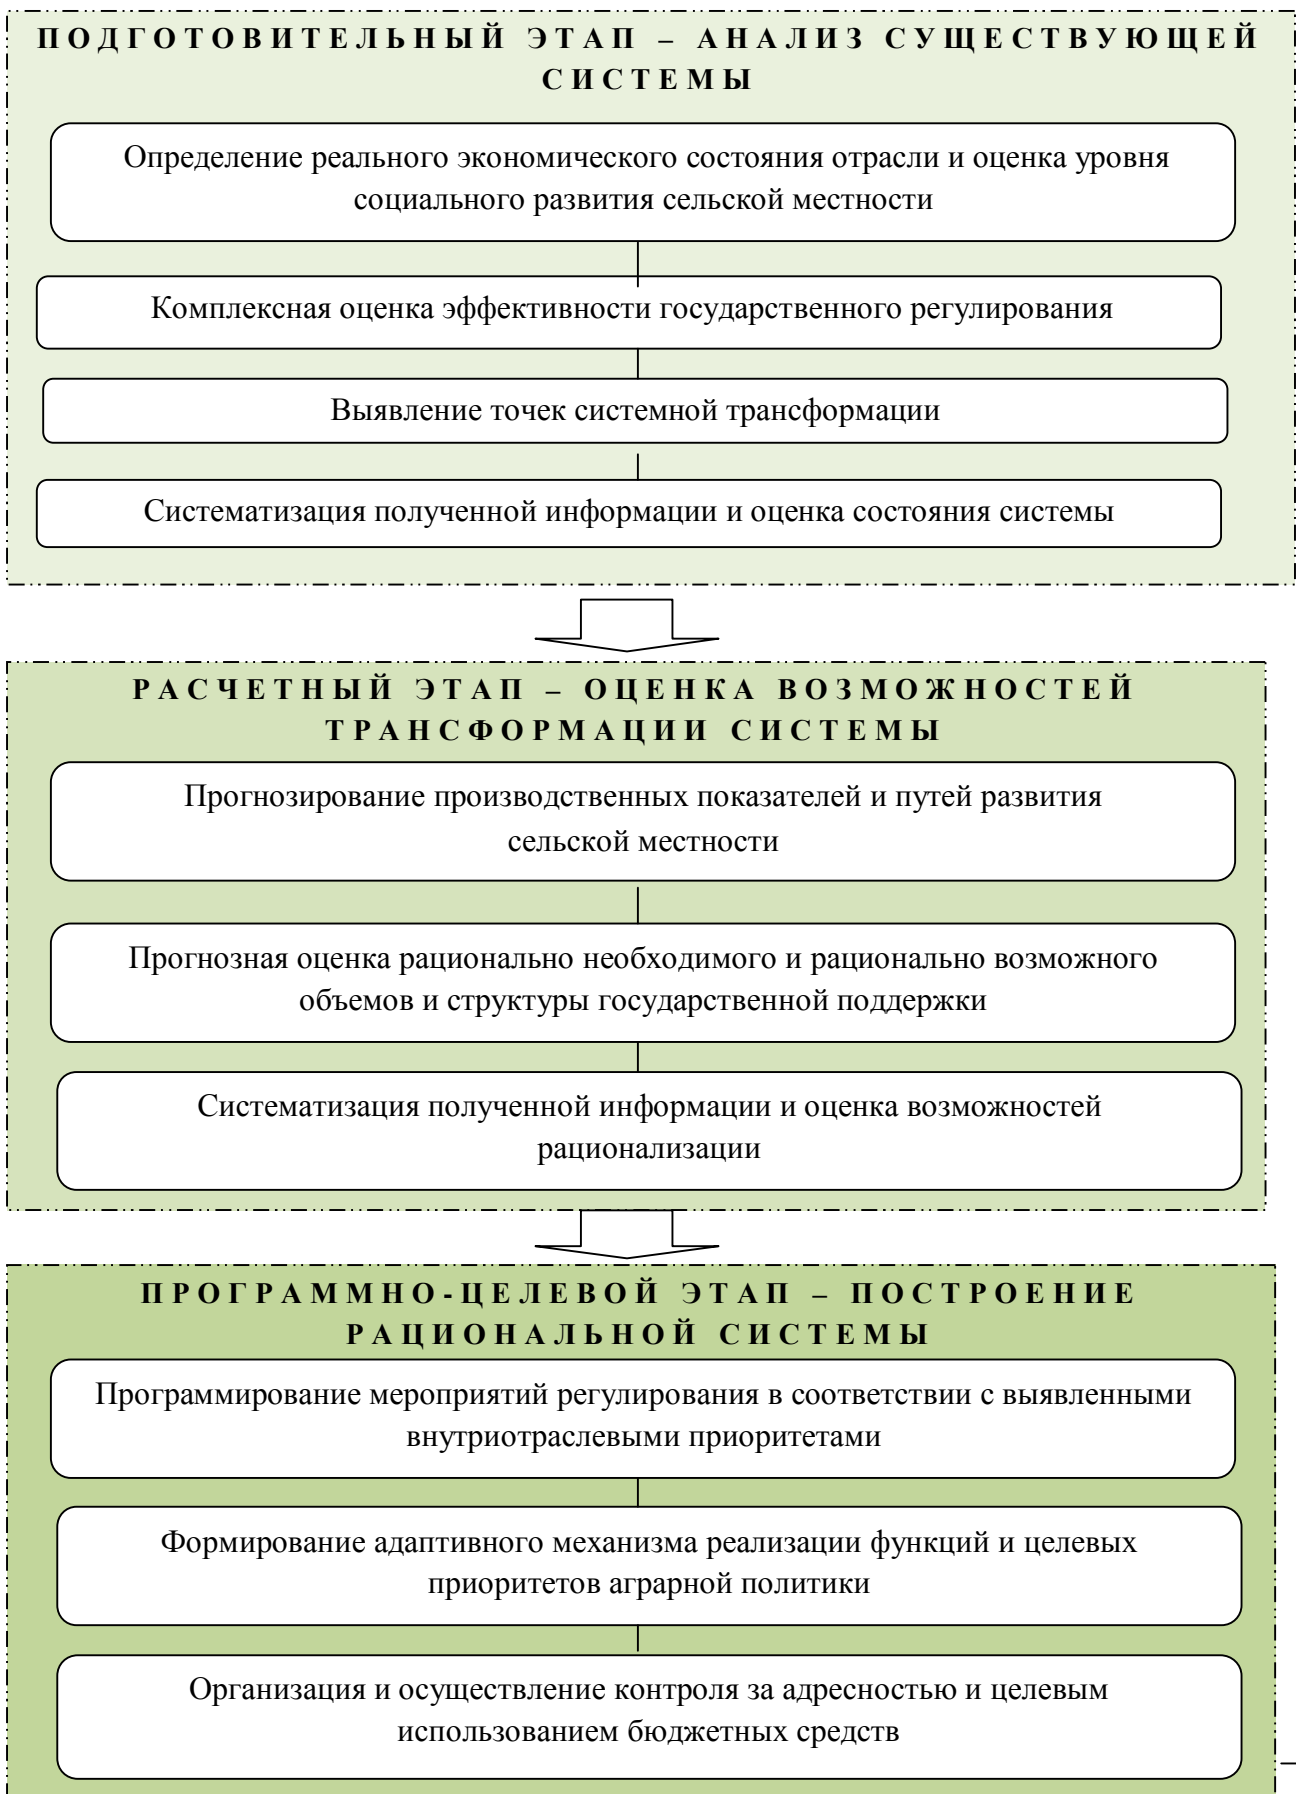 ПОДГОТОВИТЕЛЬНЫЙ ЭТАП – АНАЛИЗ СУЩЕСТВУЮЩЕЙ
СИСТЕМЫ
Определение реального экономического состояния отрасли и оценка уровня
социального развития сельской местности
Комплексная оценка эффективности государственного регулирования
Выявление точек системной трансформации
Систематизация полученной информации и оценка состояния системы
РАСЧЕТНЫЙ ЭТАП – ОЦЕНКА ВОЗМОЖНОСТЕЙ
ТРАНСФОРМАЦИИ СИСТЕМЫ
Прогнозирование производственных показателей и путей развития
сельской местности
Прогнозная оценка рационально необходимого и рационально возможного
объемов и структуры государственной поддержки
Систематизация полученной информации и оценка возможностей
рационализации
ПРОГРАММНО-ЦЕЛЕВОЙ ЭТАП – ПОСТРОЕНИЕ
РАЦИОНАЛЬНОЙ СИСТЕМЫ
Программирование мероприятий регулирования в соответствии с выявленными
внутриотраслевыми приоритетами
Формирование адаптивного механизма реализации функций и целевых
приоритетов аграрной политики
Организация и осуществление контроля за адресностью и целевым
использованием бюджетных средств